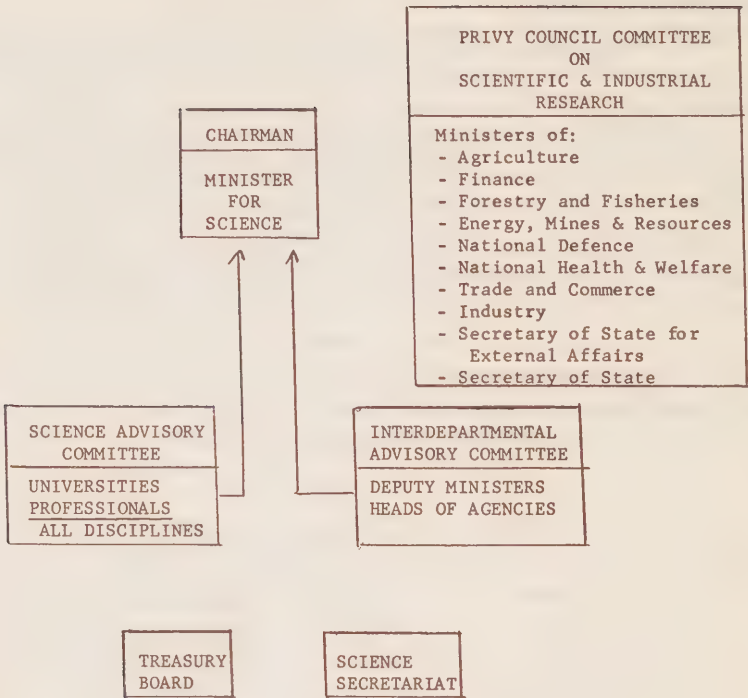 PRIVY COUNCIL COMMITTEE
ON
SCIENTIFIC & INDUSTRIAL
RESEARCH
Ministers of:
- Agriculture
- Finance
- Forestry and Fisheries
- Energy, Mines & Resources
- National Defence
- National Health & Welfare
- Trade and Commerce
- Industry
- Secretary of State for
External Affairs
- Secretary of State
CHAIRMAN
MINISTER
FOR
SCIENCE
SCIENCE ADVISORY
COMMITTEE
UNIVERSITIES
PROFESSIONALS
ALL DISCIPLINES
INTERDEPARTMENTAL
ADVISORY COMMITTEE
DEPUTY MINISTERS
HEADS OF AGENCIES
TREASURY
BOARD
SCIENCE
SECRETARIAT